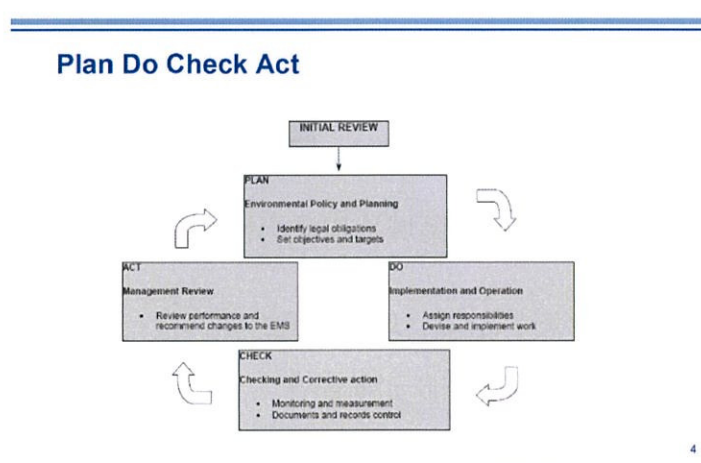 Plan Do Check Act
INITIAL REVIEW
PLAN
Environmental Policy and Planning
• Identify legal obligations
• Set objectives and targets
ACT
Management Review
• Review performance and
recommend changes to the EMS
DO
Implementation and Operation
• Assign responsibilities
• Devise and implement work
CHECK
Checking and Corrective action
• Monitoring and measurement
• Documents and records control
4